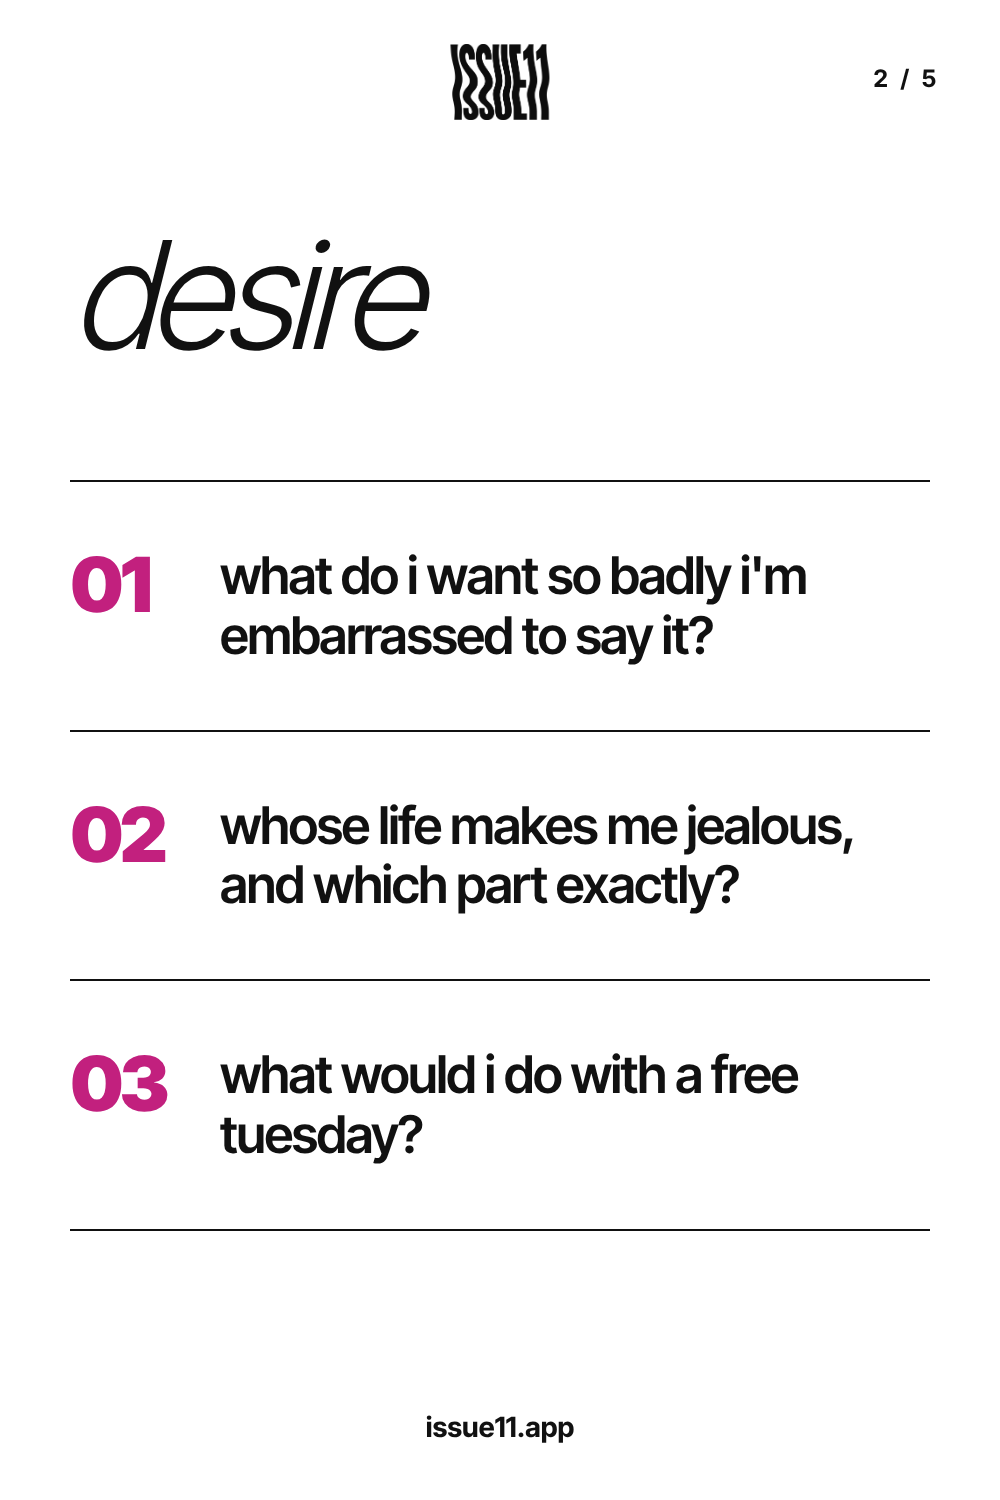 ISSUE11
2 / 5
desire
01
what do i want so badly i'm
embarrassed to say it?
02
whose life makes me jealous,
and which part exactly?
03
what would i do with a free
tuesday?
issue11.app